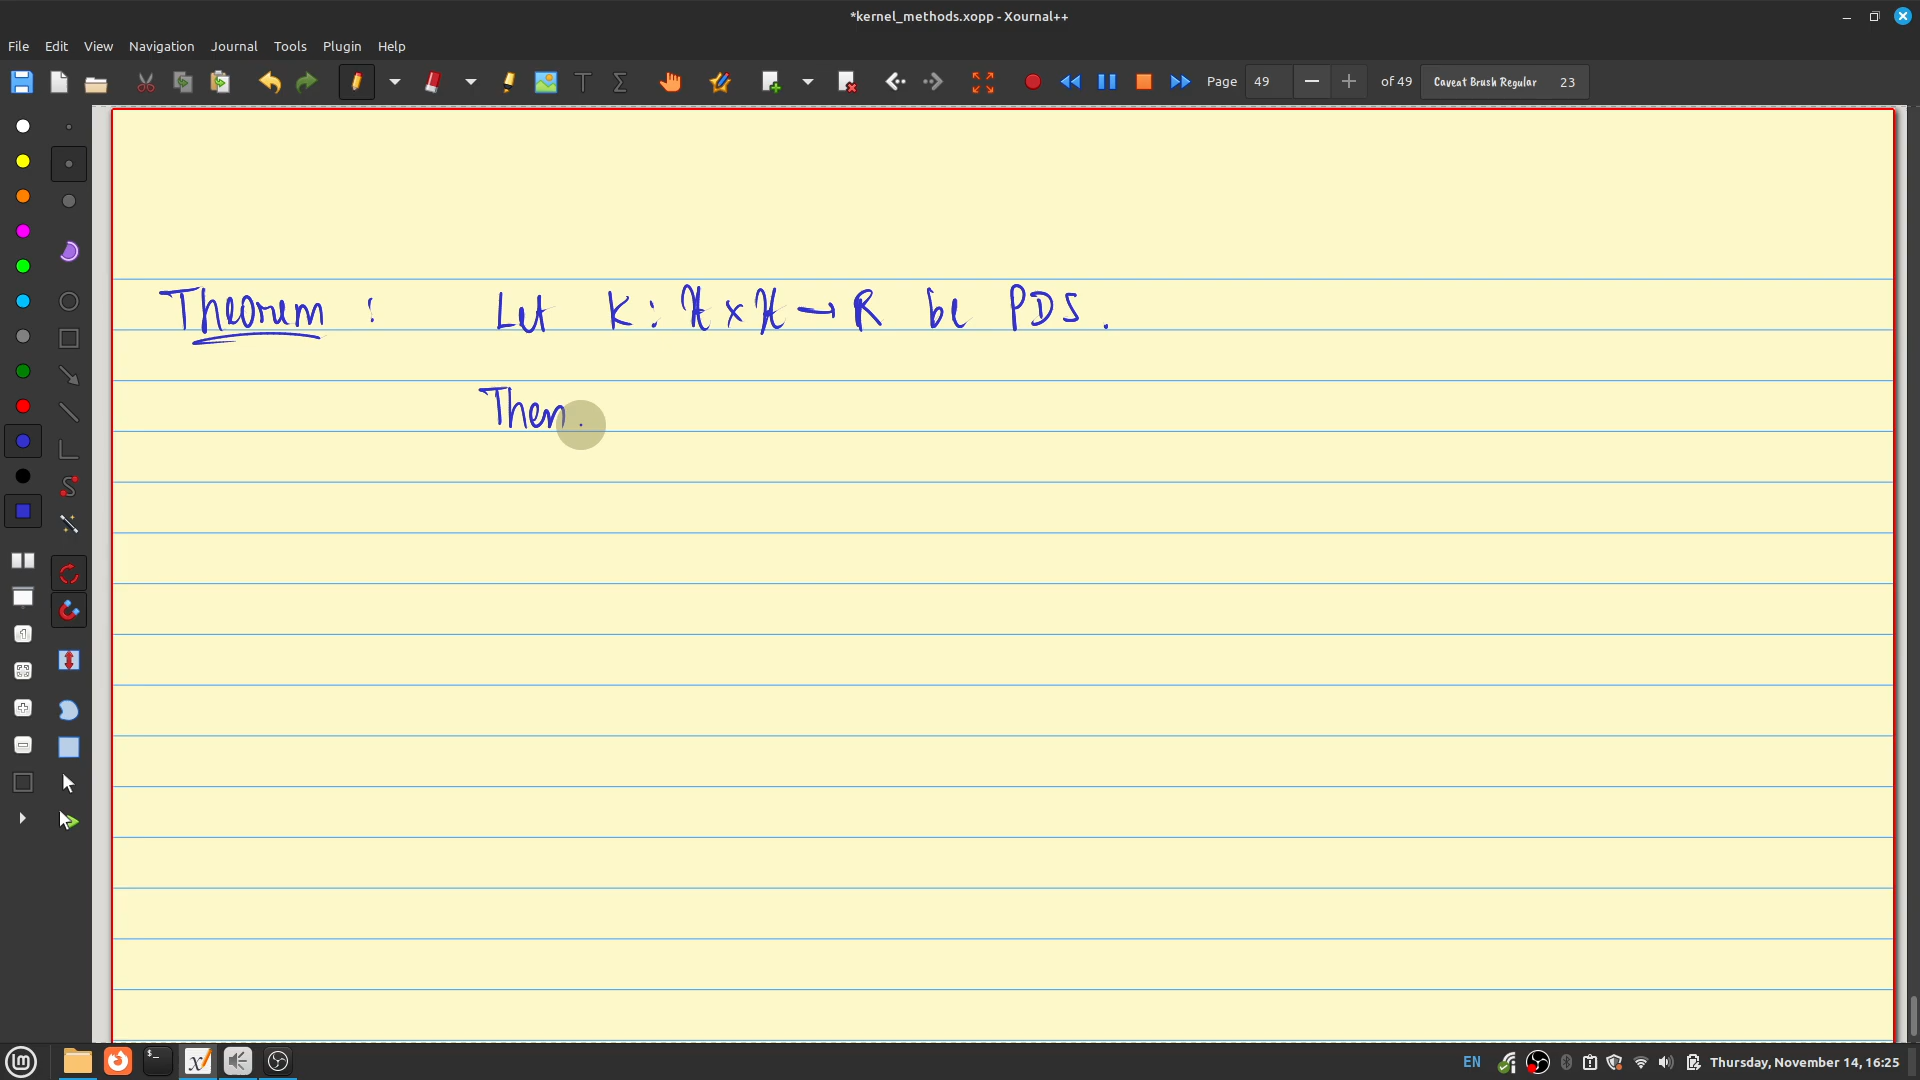 *kernel_methods.xopp - Xournal++
File Edit View Navigation Journal Tools Plugin Help
Page 49 of 49 Caveat Brush Regular 23
Theorem : Let K : X × X → R be PDS .
Then .
EN Thursday, November 14, 16:25